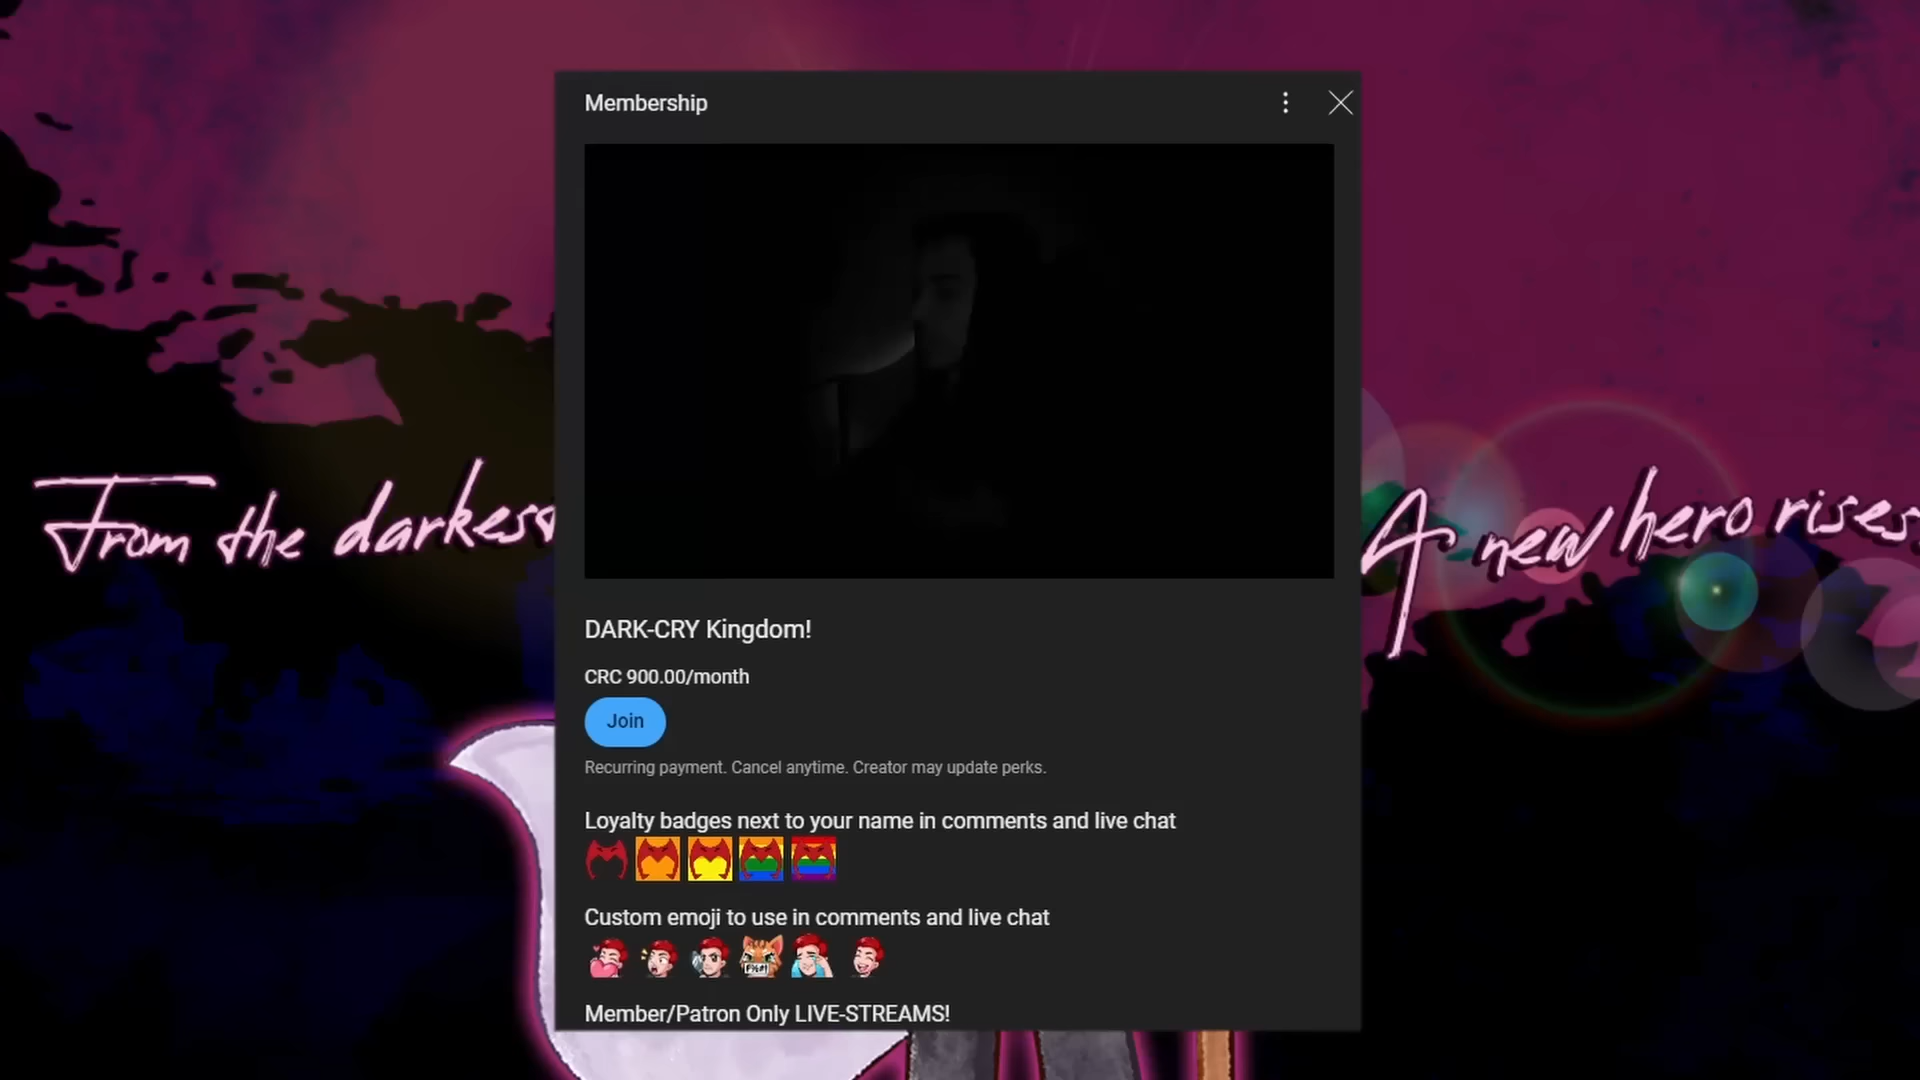 Membership
From the darkest
A new hero rises.
DARK-CRY Kingdom!
CRC 900.00/month
Join
Recurring payment. Cancel anytime. Creator may update perks.
Loyalty badges next to your name in comments and live chat
Custom emoji to use in comments and live chat
Member/Patron Only LIVE-STREAMS!